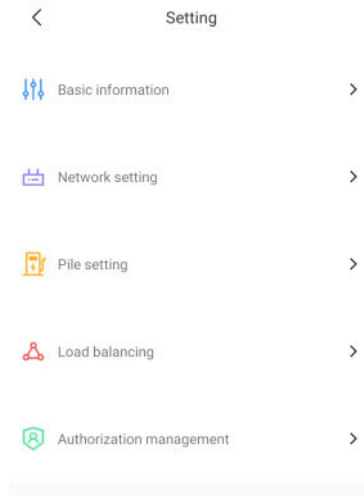 Setting
Basic information
Network setting
Pile setting
Load balancing
Authorization management